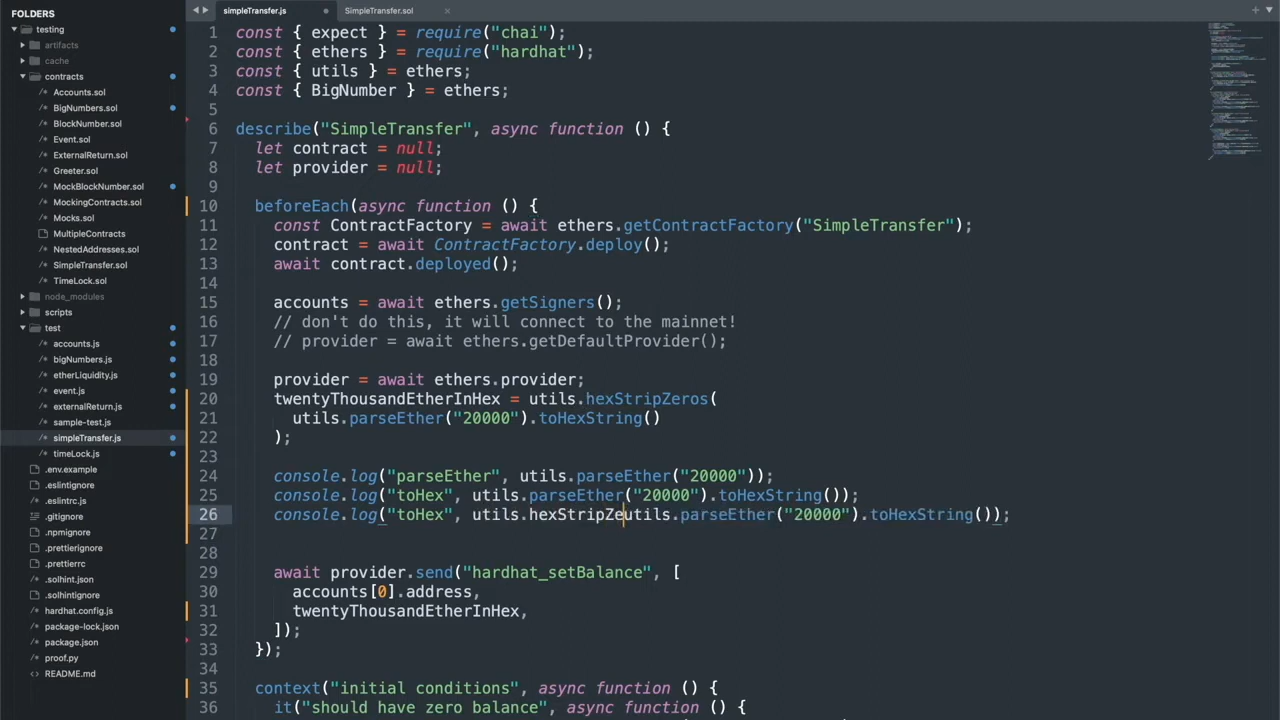 FOLDERS
testing
artifacts
cache
contracts
Accounts.sol
BigNumbers.sol
BlockNumber.sol
Event.sol
ExternalReturn.sol
Greeter.sol
MockBlockNumber.sol
MockingContracts.sol
Mocks.sol
MultipleContracts
NestedAddresses.sol
SimpleTransfer.sol
TimeLock.sol
node_modules
scripts
test
accounts.js
bigNumbers.js
etherLiquidity.js
event.js
externalReturn.js
sample-test.js
simpleTransfer.js
timeLock.js
.env.example
.eslintignore
.eslintrc.js
.gitignore
.npmignore
.prettierignore
.prettierrc
.solhint.json
.solhintignore
hardhat.config.js
package-lock.json
package.json
proof.py
README.md
simpleTransfer.js
SimpleTransfer.sol
1 const { expect } = require("chai");
2 const { ethers } = require("hardhat");
3 const { utils } = ethers;
4 const { BigNumber } = ethers;
5
6 describe("SimpleTransfer", async function () {
7 let contract = null;
8 let provider = null;
9
10 beforeEach(async function () {
11 const ContractFactory = await ethers.getContractFactory("SimpleTransfer");
12 contract = await ContractFactory.deploy();
13 await contract.deployed();
14
15 accounts = await ethers.getSigners();
16 // don't do this, it will connect to the mainnet!
17 // provider = await ethers.getDefaultProvider();
18
19 provider = await ethers.provider;
20 twentyThousandEtherInHex = utils.hexStripZeros(
21 utils.parseEther("20000").toHexString()
22 );
23
24 console.log("parseEther", utils.parseEther("20000"));
25 console.log("toHex", utils.parseEther("20000").toHexString());
26 console.log("toHex", utils.hexStripZeutils.parseEther("20000").toHexString());
27
28
29 await provider.send("hardhat_setBalance", [
30 accounts[0].address,
31 twentyThousandEtherInHex,
32 ]);
33 });
34
35 context("initial conditions", async function () {
36 it("should have zero balance", async function () {